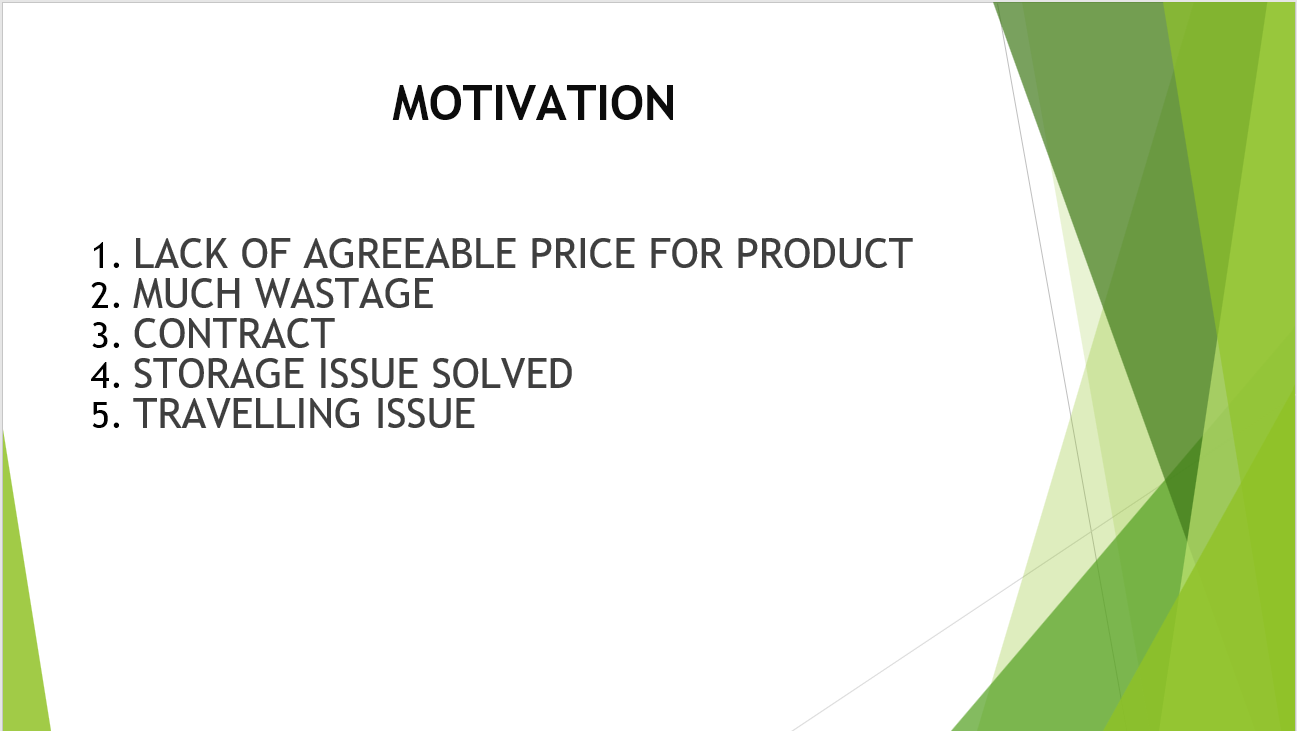 MOTIVATION
1. LACK OF AGREEABLE PRICE FOR PRODUCT
2. MUCH WASTAGE
3. CONTRACT
4. STORAGE ISSUE SOLVED
5. TRAVELLING ISSUE